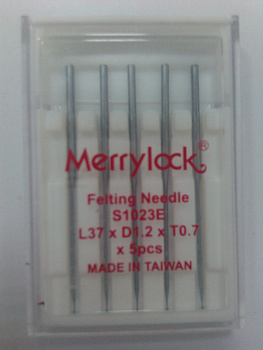 Merrylock®
Felting Needle
S1023E
L37 x D1.2 x T0.7
x 5pcs
MADE IN TAIWAN